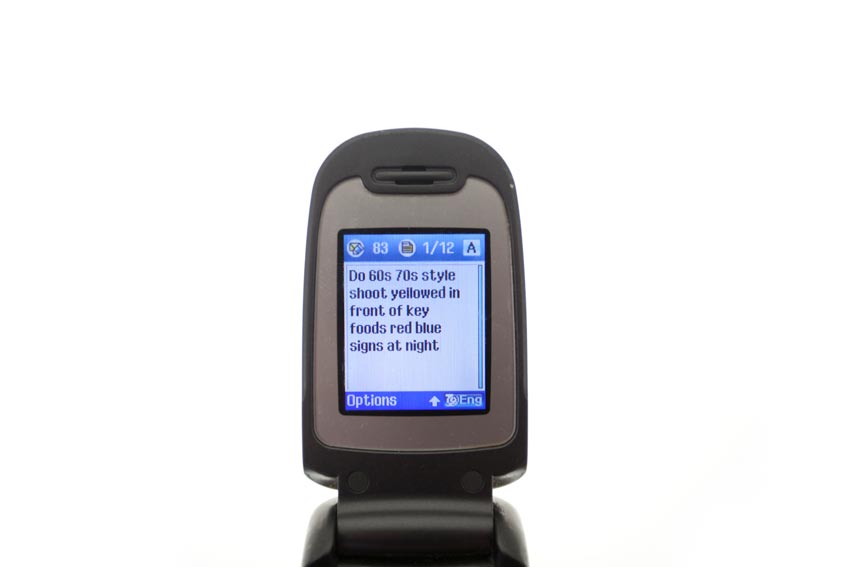 83 1/12 A
Do 60s 70s style
shoot yellowed in
front of key
foods red blue
signs at night
Options Eng